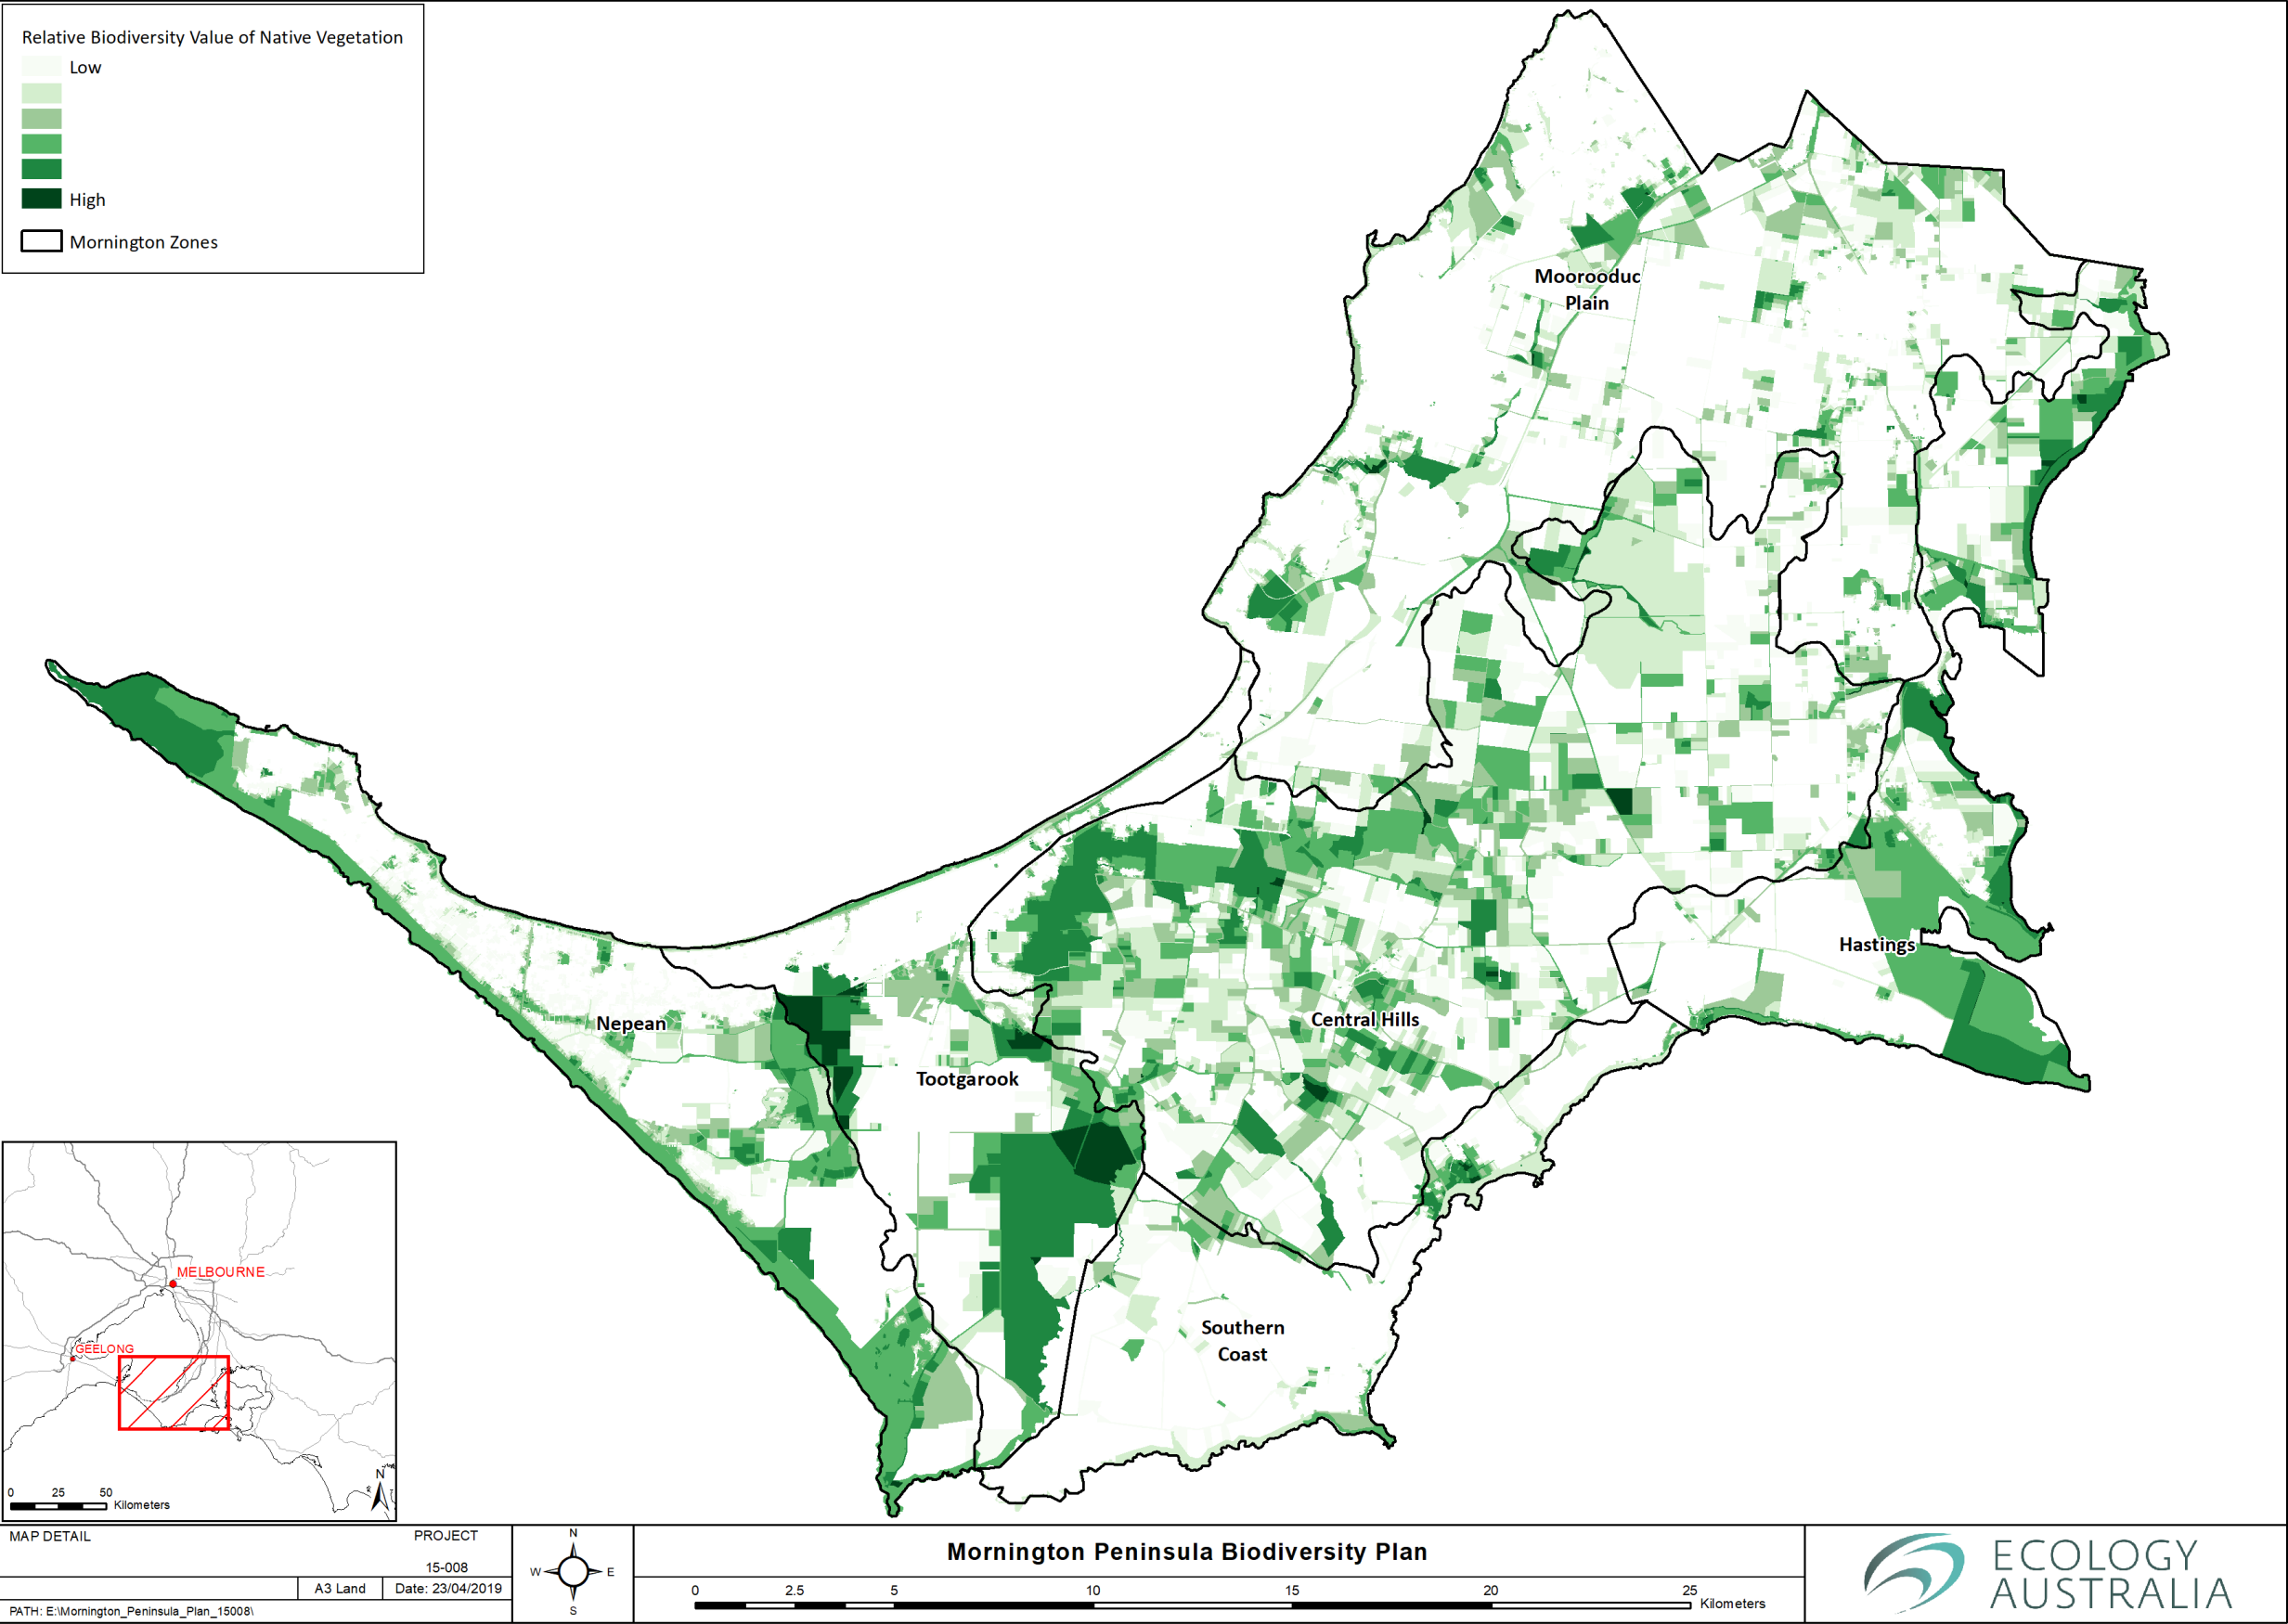 Relative Biodiversity Value of Native Vegetation
Low
High
Mornington Zones
Moorooduc
Plain
Hastings
Nepean
Central Hills
Tootgarook
Southern
Coast
MELBOURNE
GEELONG
N
0 25 50
Kilometers
MAP DETAIL
PROJECT
15-008
A3 Land
Date: 23/04/2019
PATH: E:\Mornington_Peninsula_Plan_15008\
N
W E
S
Mornington Peninsula Biodiversity Plan
0 2.5 5 10 15 20 25
Kilometers
ECOLOGY
AUSTRALIA